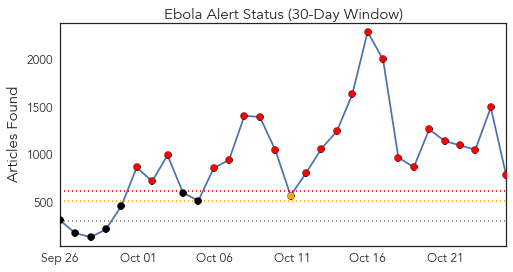 Ebola Alert Status (30-Day Window)
Articles Found
2000
1500
1000
500
Sep 26 Oct 01 Oct 06 Oct 11 Oct 16 Oct 21